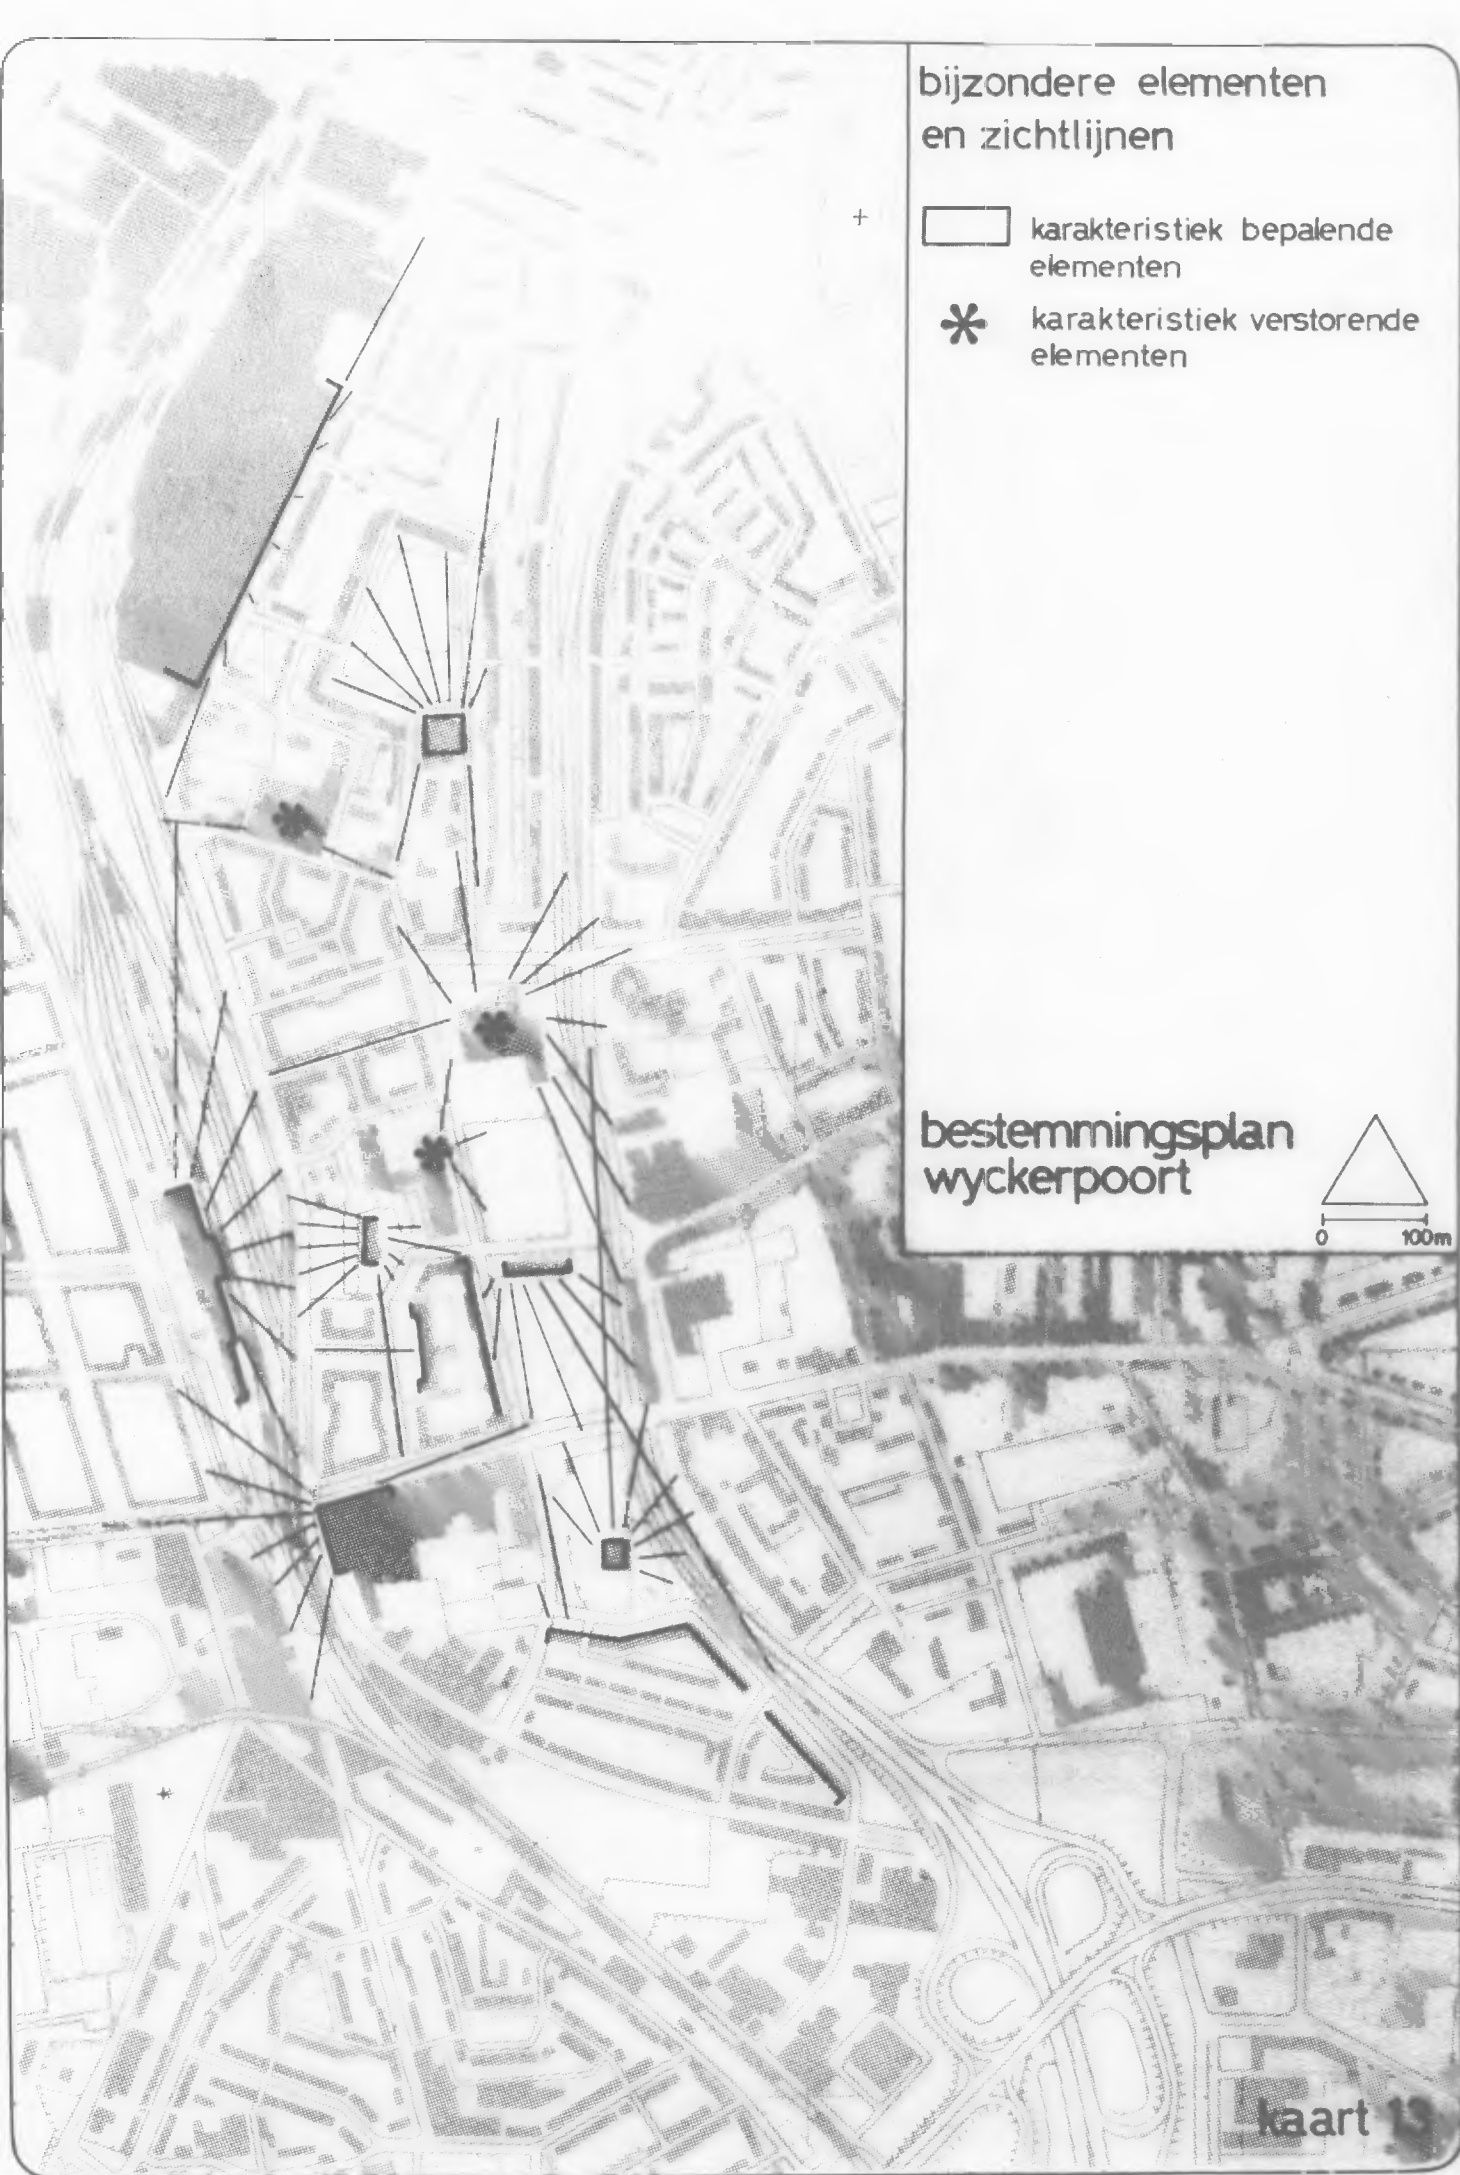 bijzondere elementen
en zichtlijnen
karakteristiek bepalende
elementen
karakteristiek verstorende
elementen
bestemmingsplan
wyckerpoort
0 100m
kaart 13